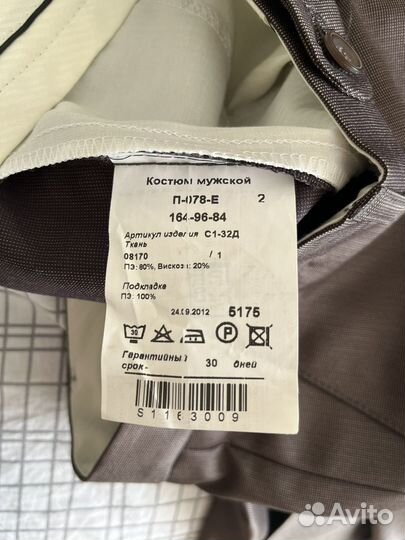 Костюм мужской
П-078-Е 2
164-96-84
Артикул изделия С1-32Д
Ткань
08170 / 1
ПЭ: 80%, Вискоз: 20%
Подкладка
ПЭ: 100%
24.09.2012 5175
30
P
Гарантийный
срок- 30 дней
S1163009
Avito